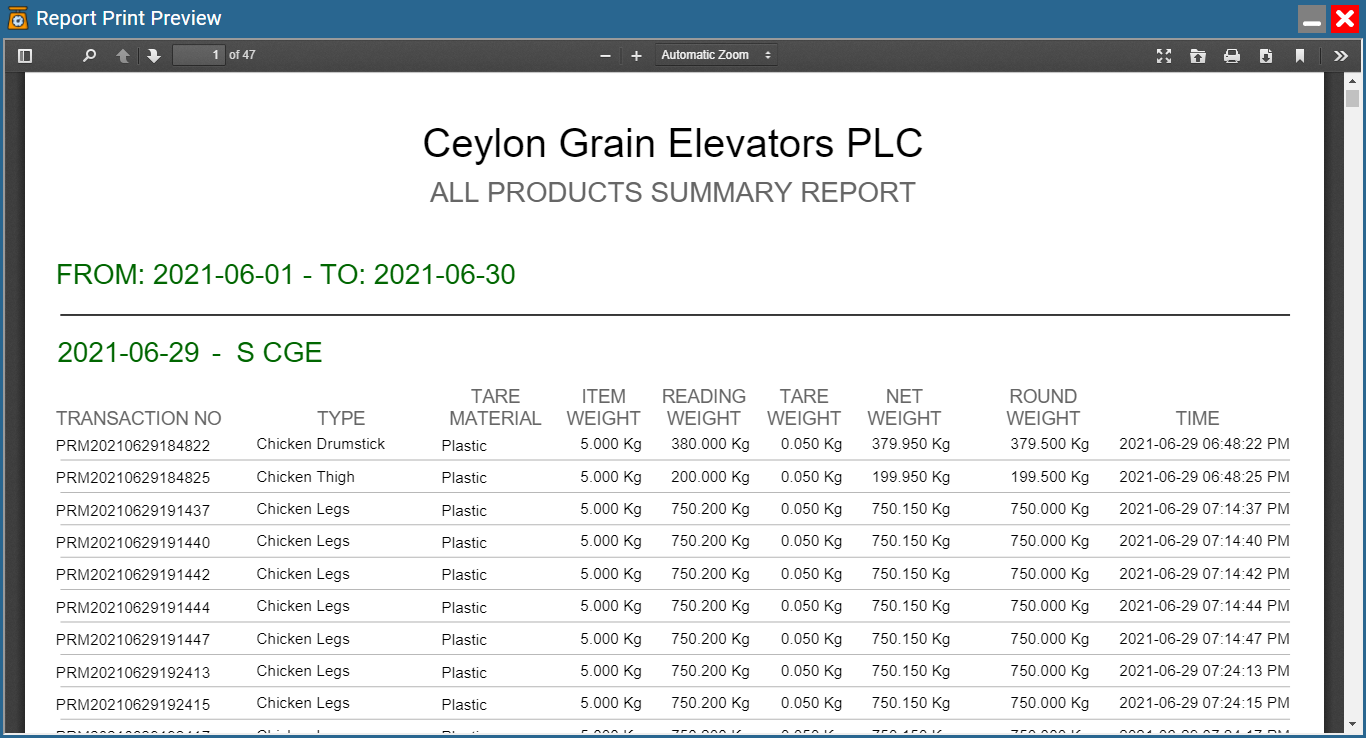 Report Print Preview
1 of 47
Automatic Zoom
Ceylon Grain Elevators PLC
ALL PRODUCTS SUMMARY REPORT
FROM: 2021-06-01 - TO: 2021-06-30
2021-06-29 - S CGE
TRANSACTION NO TYPE TARE MATERIAL ITEM WEIGHT READING WEIGHT TARE WEIGHT NET WEIGHT ROUND WEIGHT TIME
PRM20210629184822 Chicken Drumstick Plastic 5.000 Kg 380.000 Kg 0.050 Kg 379.950 Kg 379.500 Kg 2021-06-29 06:48:22 PM
PRM20210629184825 Chicken Thigh Plastic 5.000 Kg 200.000 Kg 0.050 Kg 199.950 Kg 199.500 Kg 2021-06-29 06:48:25 PM
PRM20210629191437 Chicken Legs Plastic 5.000 Kg 750.200 Kg 0.050 Kg 750.150 Kg 750.000 Kg 2021-06-29 07:14:37 PM
PRM20210629191440 Chicken Legs Plastic 5.000 Kg 750.200 Kg 0.050 Kg 750.150 Kg 750.000 Kg 2021-06-29 07:14:40 PM
PRM20210629191442 Chicken Legs Plastic 5.000 Kg 750.200 Kg 0.050 Kg 750.150 Kg 750.000 Kg 2021-06-29 07:14:42 PM
PRM20210629191444 Chicken Legs Plastic 5.000 Kg 750.200 Kg 0.050 Kg 750.150 Kg 750.000 Kg 2021-06-29 07:14:44 PM
PRM20210629191447 Chicken Legs Plastic 5.000 Kg 750.200 Kg 0.050 Kg 750.150 Kg 750.000 Kg 2021-06-29 07:14:47 PM
PRM20210629192413 Chicken Legs Plastic 5.000 Kg 750.200 Kg 0.050 Kg 750.150 Kg 750.000 Kg 2021-06-29 07:24:13 PM
PRM20210629192415 Chicken Legs Plastic 5.000 Kg 750.200 Kg 0.050 Kg 750.150 Kg 750.000 Kg 2021-06-29 07:24:15 PM